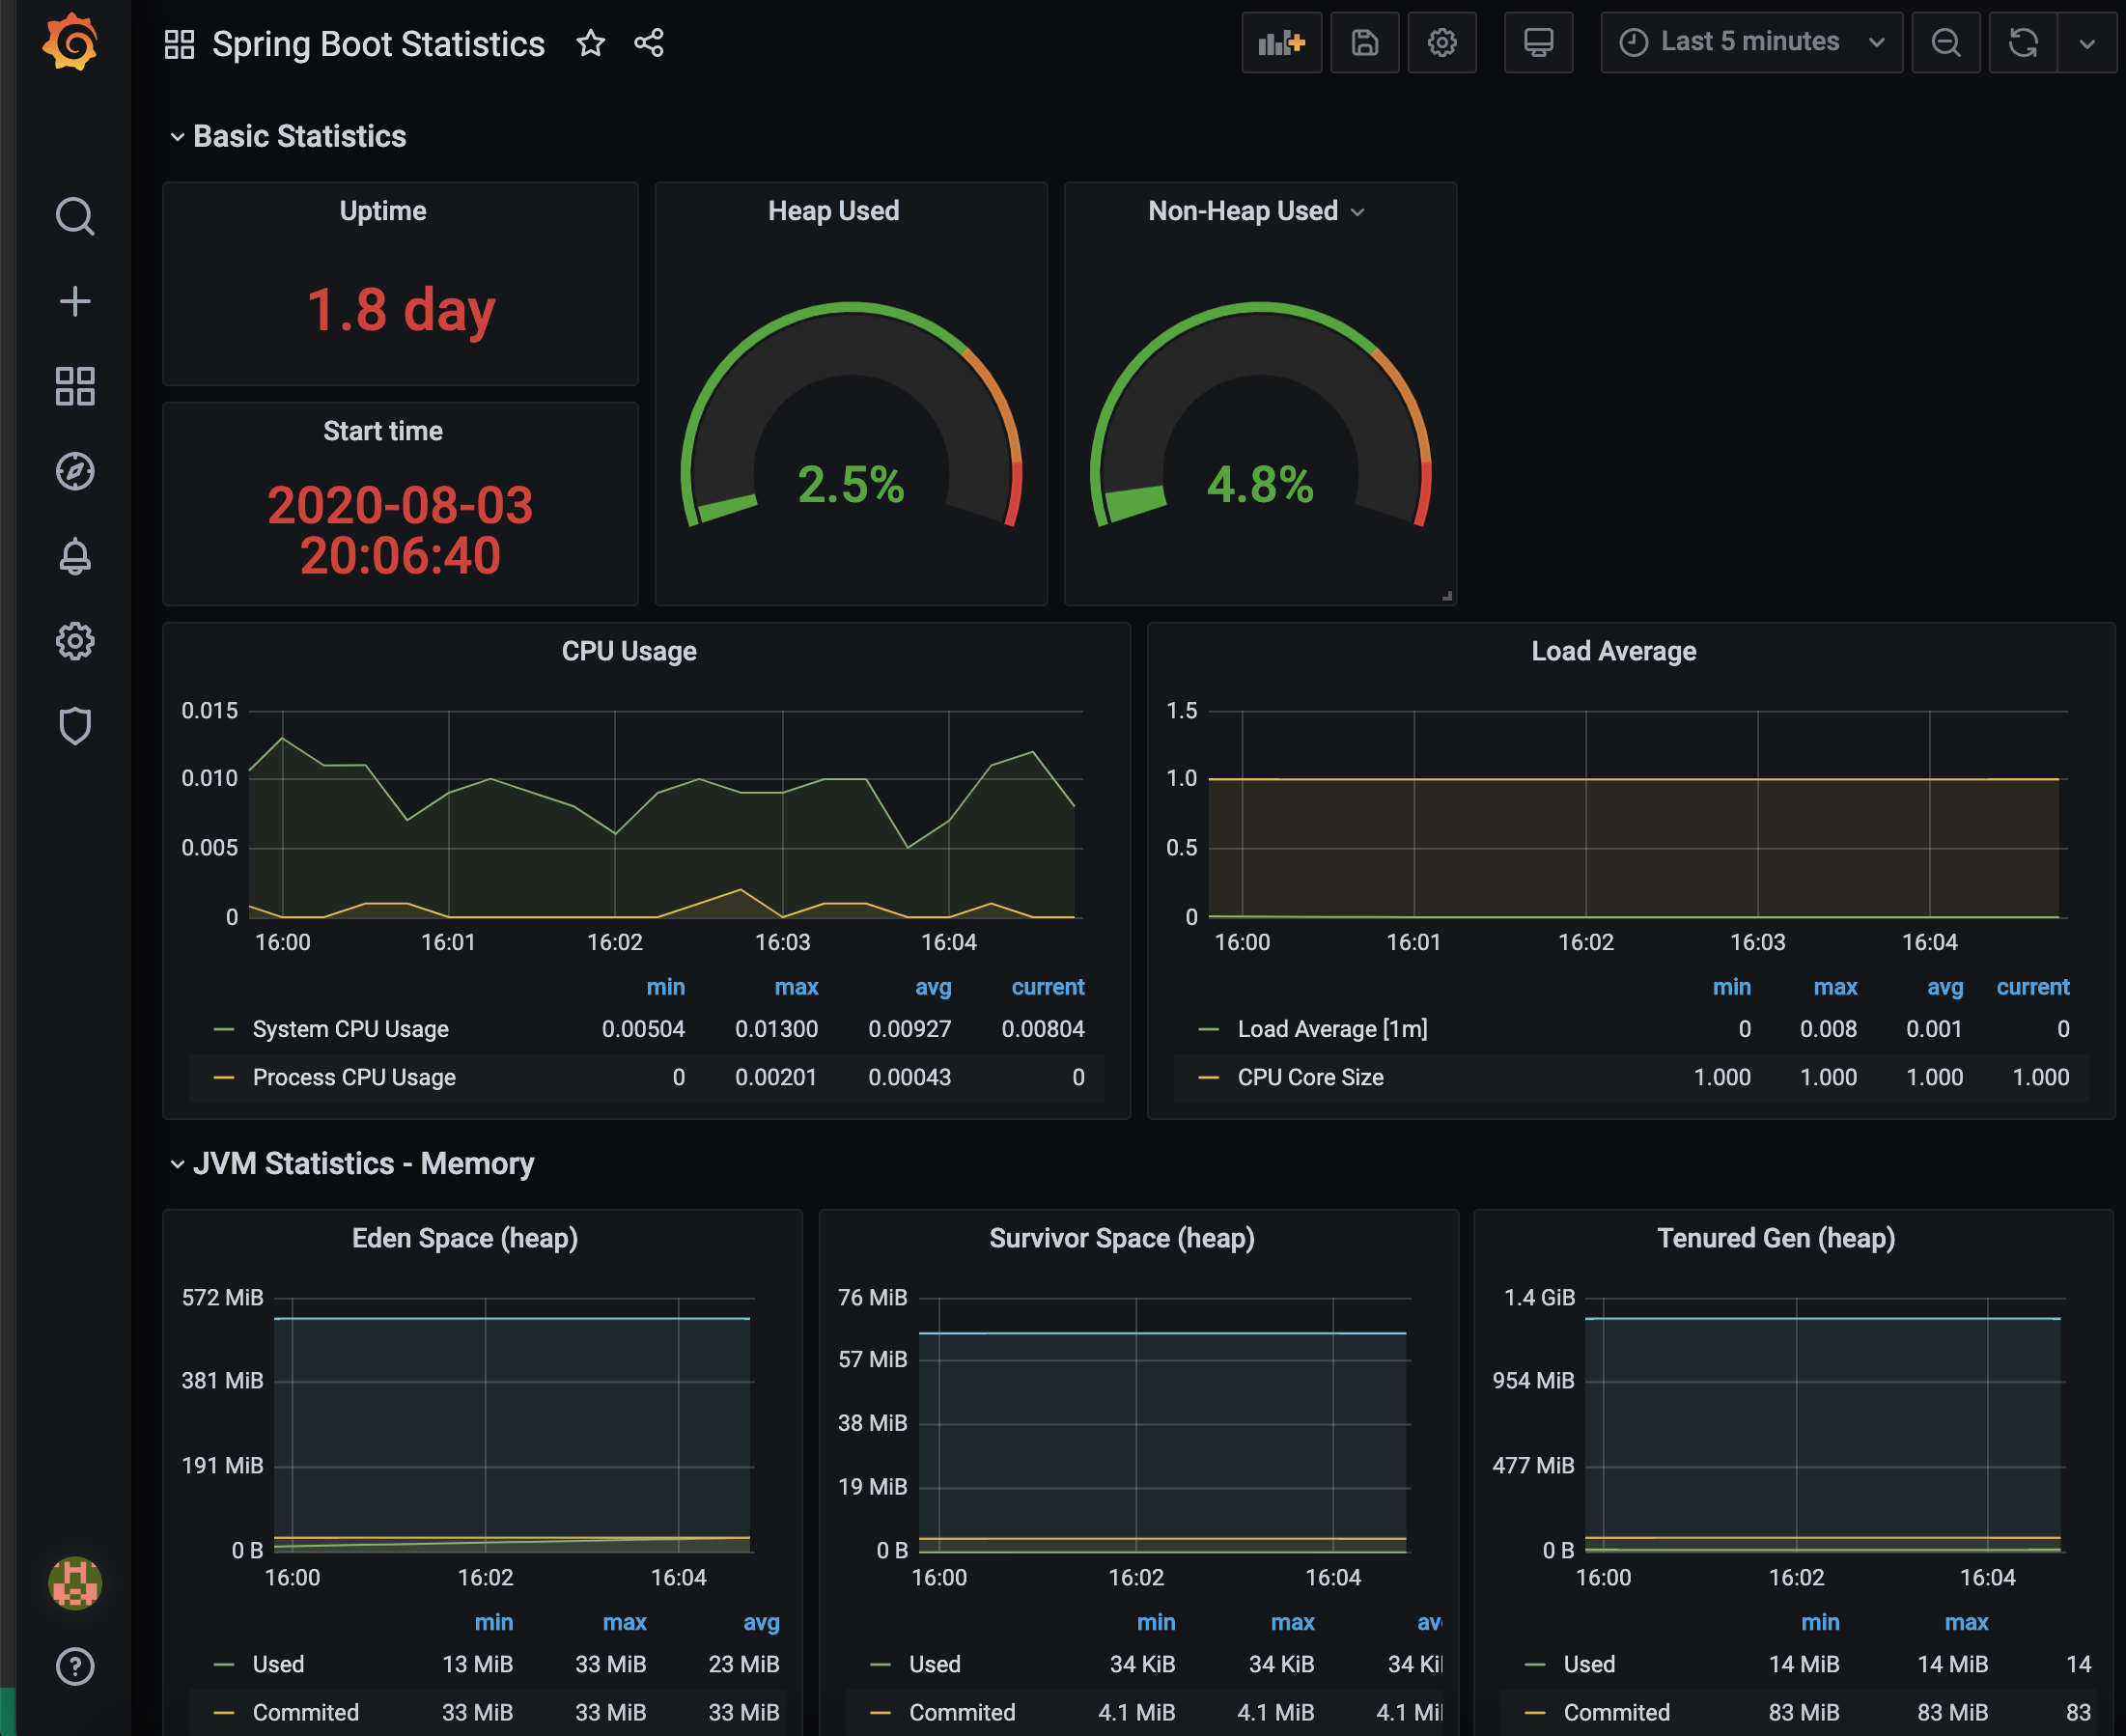 Spring Boot Statistics
Last 5 minutes
Basic Statistics
Uptime
1.8 day
Start time
2020-08-03
20:06:40
Heap Used
2.5%
Non-Heap Used
4.8%
CPU Usage
0.015
0.010
0.005
0
16:00 16:01 16:02 16:03 16:04
min max avg current
System CPU Usage 0.00504 0.01300 0.00927 0.00804
Process CPU Usage 0 0.00201 0.00043 0
Load Average
1.5
1.0
0.5
0
16:00 16:01 16:02 16:03 16:04
min max avg current
Load Average [1m] 0 0.008 0.001 0
CPU Core Size 1.000 1.000 1.000 1.000
JVM Statistics - Memory
Eden Space (heap)
572 MiB
381 MiB
191 MiB
0 B
16:00 16:02 16:04
min max avg
Used 13 MiB 33 MiB 23 MiB
Commited 33 MiB 33 MiB 33 MiB
Survivor Space (heap)
76 MiB
57 MiB
38 MiB
19 MiB
0 B
16:00 16:02 16:04
min max
Used 34 KiB 34 KiB 34
Commited 4.1 MiB 4.1 MiB 4.1
Tenured Gen (heap)
1.4 GiB
954 MiB
477 MiB
0 B
16:00 16:02 16:04
min max
Used 14 MiB 14 MiB 14
Commited 83 MiB 83 MiB 83